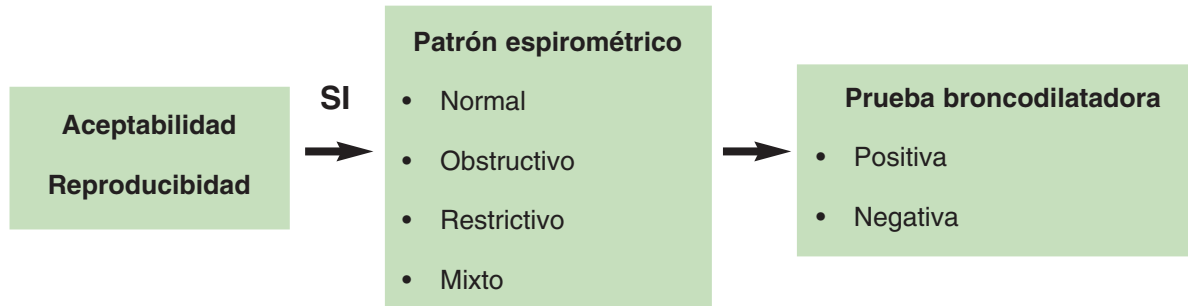 Aceptabilidad
Reproducibidad
SI
Patrón espirométrico
• Normal
• Obstructivo
• Restrictivo
• Mixto
Prueba broncodilatadora
• Positiva
• Negativa